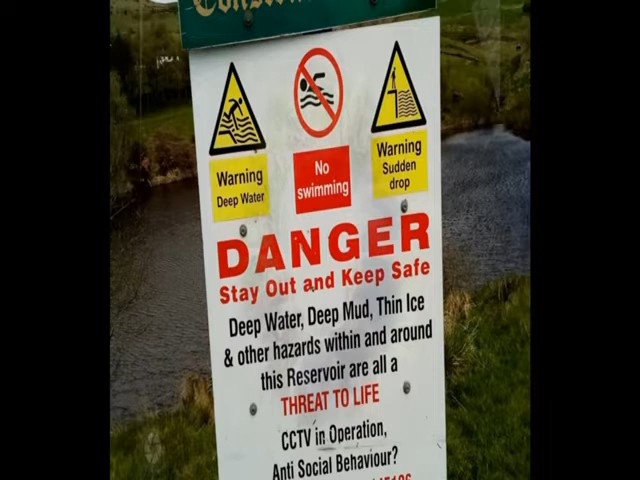 Warning
Deep Water
No
swimming
Warning
Sudden
drop
DANGER
Stay Out and Keep Safe
Deep Water, Deep Mud, Thin Ice
& other hazards within and around
this Reservoir are all a
THREAT TO LIFE
CCTV in Operation,
Anti Social Behaviour?